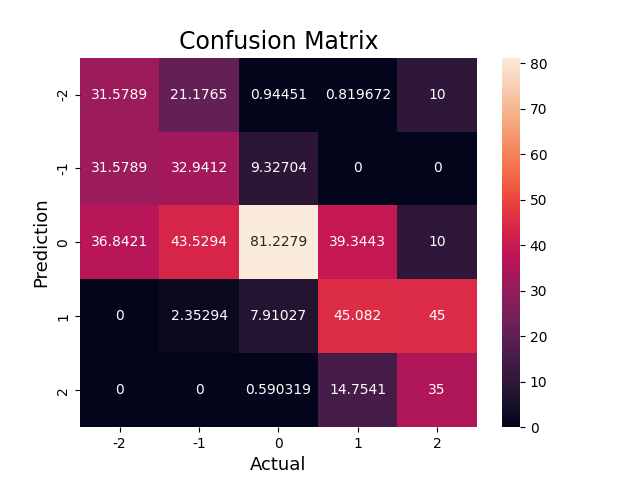 Confusion Matrix
Prediction
-2 31.5789 21.1765 0.94451 0.819672 10
-1 31.5789 32.9412 9.32704 0 0
0 36.8421 43.5294 81.2279 39.3443 10
1 0 2.35294 7.91027 45.082 45
2 0 0 0.590319 14.7541 35
-2 -1 0 1 2
Actual
80
70
60
50
40
30
20
10
0